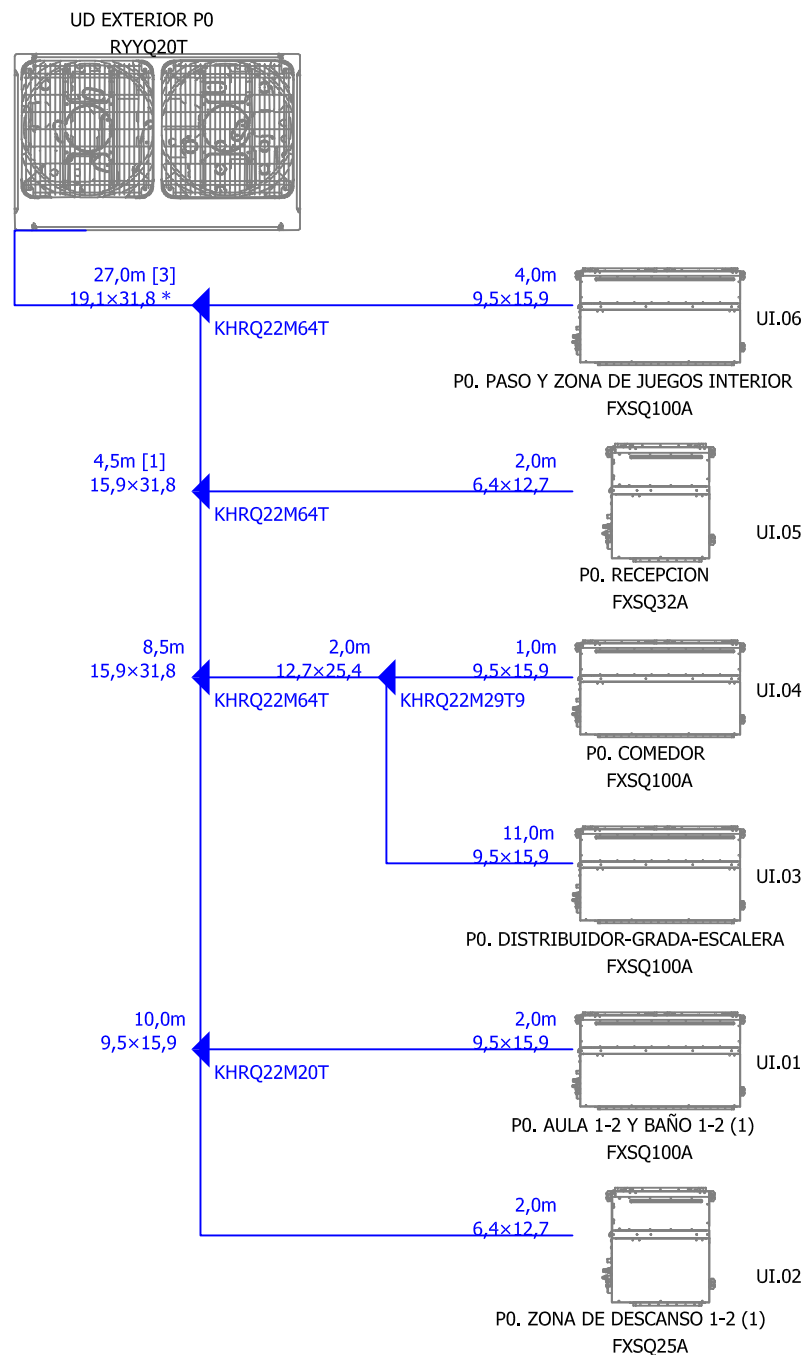 UD EXTERIOR P0
RYYQ20T
27,0m [3]
19,1×31,8 *
KHRQ22M64T
4,0m
9,5×15,9
UI.06
P0. PASO Y ZONA DE JUEGOS INTERIOR
FXSQ100A
4,5m [1]
15,9×31,8
KHRQ22M64T
2,0m
6,4×12,7
UI.05
P0. RECEPCION
FXSQ32A
8,5m
15,9×31,8
KHRQ22M64T
2,0m
12,7×25,4
KHRQ22M29T9
1,0m
9,5×15,9
UI.04
P0. COMEDOR
FXSQ100A
11,0m
9,5×15,9
UI.03
P0. DISTRIBUIDOR-GRADA-ESCALERA
FXSQ100A
10,0m
9,5×15,9
KHRQ22M20T
2,0m
9,5×15,9
UI.01
P0. AULA 1-2 Y BAÑO 1-2 (1)
FXSQ100A
2,0m
6,4×12,7
UI.02
P0. ZONA DE DESCANSO 1-2 (1)
FXSQ25A